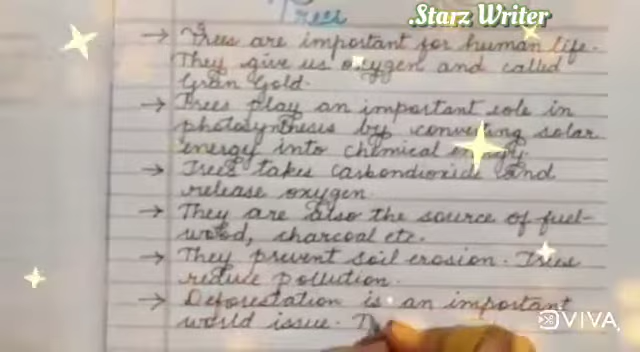 .Starz Writer
Trees
→ Trees are important for human life.
They give us oxygen and called
Gran Gold.
→ Trees play an important role in
photosynthesis by converting solar
energy into chemical energy.
→ Trees takes carbondioxide and
release oxygen.
→ They are also the source of fuel-
wood, charcoal etc.
→ They prevent soil erosion. Trees
reduce pollution.
→ Deforestation is an important
world issue. T
VIVA